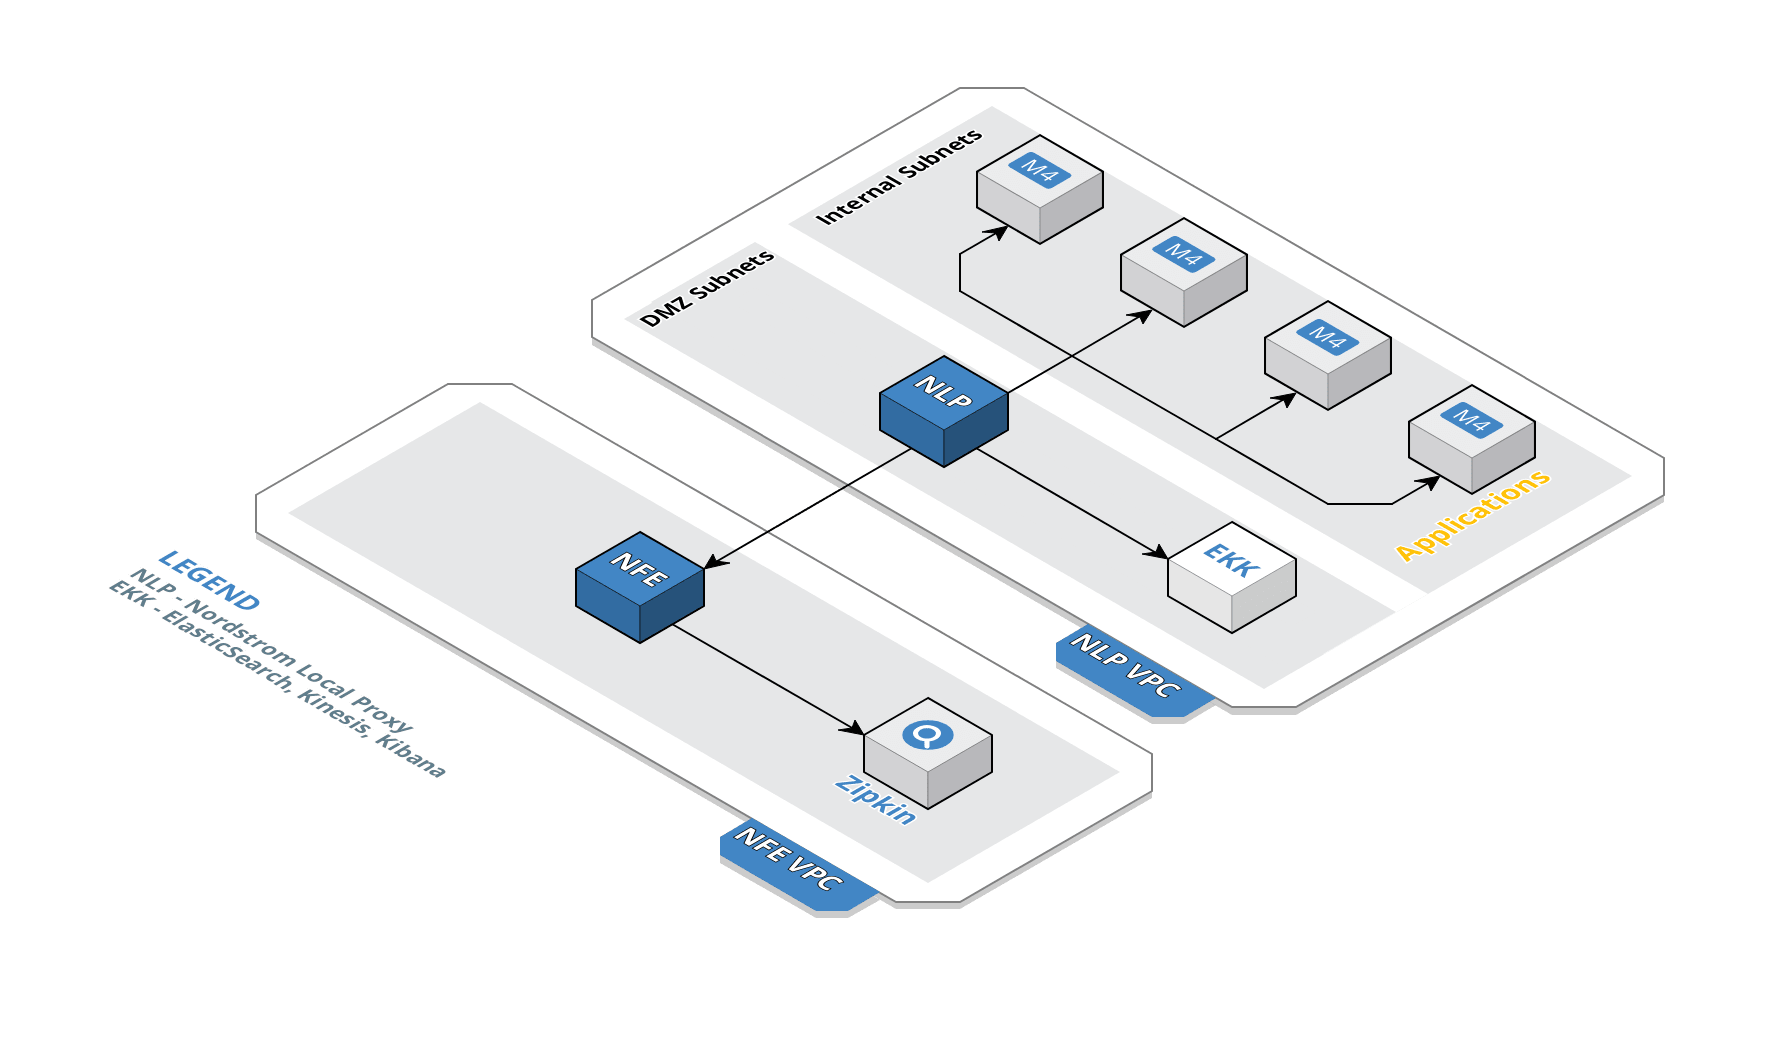 Internal Subnets
M4
M4
M4
M4
DMZ Subnets
NLP
EKK
Applications
NLP VPC
NFE
Zipkin
NFE VPC
LEGEND
NLP - Nordstrom Local Proxy
EKK - ElasticSearch, Kinesis, Kibana